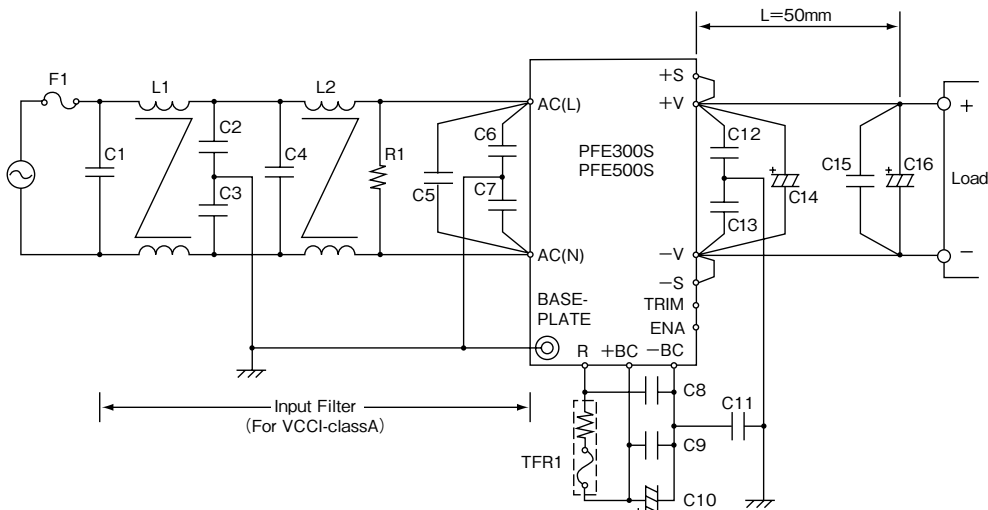 L=50mm
F1
L1
L2
+S
AC(L)
+V
C2
C6
C12
+
PFE300S
PFE500S
C1
C4
R1
C15
C16
Load
C3
C5
C7
C14
C13
AC(N)
−V
−
−S
BASE-
PLATE
TRIM
ENA
R
+BC
−BC
C8
Input Filter
(For VCCI-classA)
C11
TFR1
C9
C10